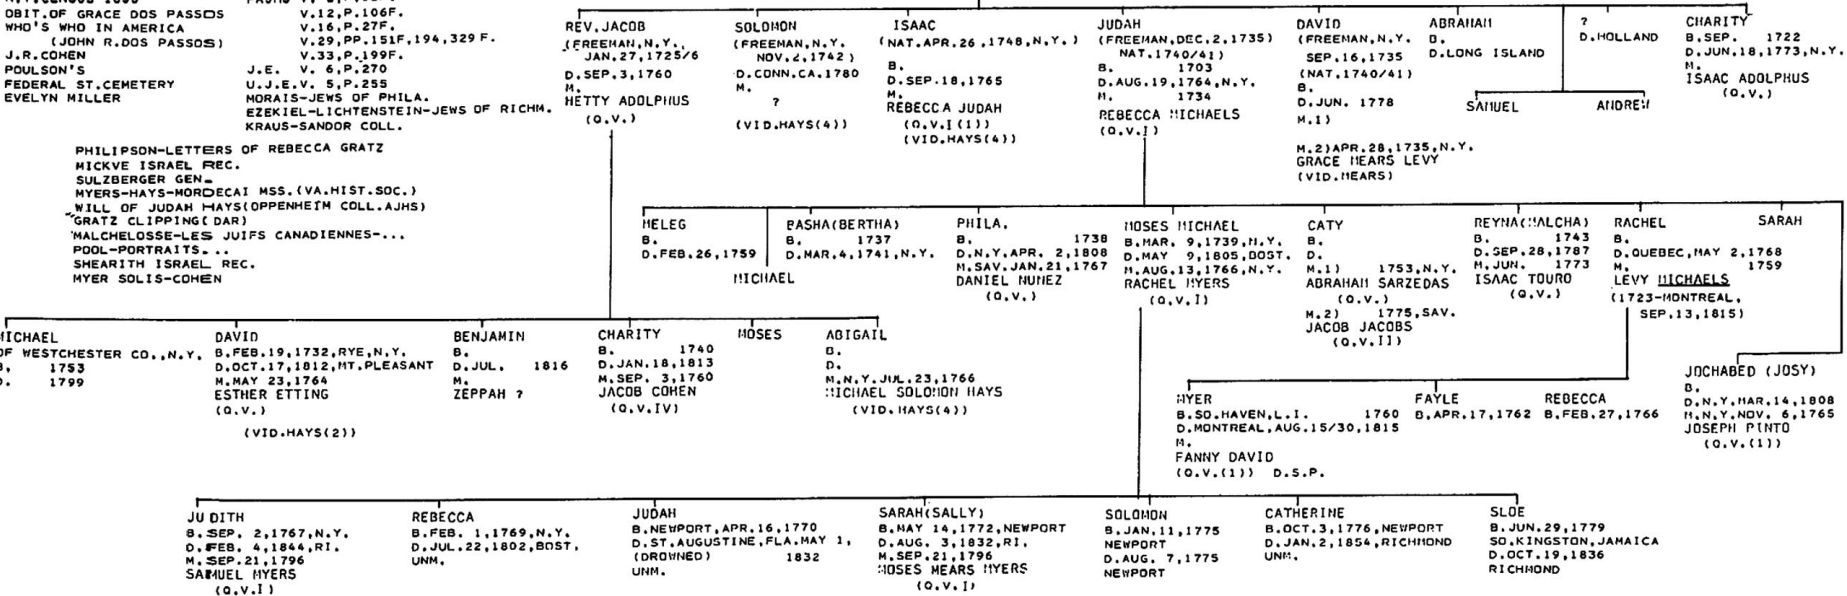 OBIT.OF GRACE DOS PASSOS
WHO'S WHO IN AMERICA
(JOHN R.DOS PASSOS)
J.R.COHEN
POULSON'S
FEDERAL ST.CEMETERY
EVELYN MILLER
V.12,P.106F.
V.16,P.27F.
V.29,PP.151F,194,329F.
V.33,P.199F.
J.E. V. 6,P.270
U.J.E.V. 5,P.255
MORAIS-JEWS OF PHILA.
EZEKIEL-LICHTENSTEIN-JEWS OF RICHM.
KRAUS-SANDOR COLL.
PHILIPSON-LETTERS OF REBECCA GRATZ
MICKVE ISRAEL REC.
SULZBERGER GEN.
MYERS-HAYS-MORDECAI MSS.(VA.HIST.SOC.)
WILL OF JUDAH HAYS(OPPENHEIM COLL.AJHS)
GRATZ CLIPPING(DAR)
MALCHELOSSE-LES JUIFS CANADIENNES-...
POOL-PORTRAITS...
SHEARITH ISRAEL REC.
MYER SOLIS-COHEN
REV.JACOB
(FREEMAN,N.Y.,
JAN.27,1725/6
D.SEP.3,1760
M.
HETTY ADOLPHUS
(Q.V.)
SOLOMON
(FREEMAN,N.Y.
NOV.2,1742)
D.CONN.CA.1780
M.
?
(VID.HAYS(4))
ISAAC
(NAT.APR.26,1748,N.Y.)
B.
D.SEP.18,1765
M.
REBECCA JUDAH
(Q.V.I(1))
(VID.HAYS(4))
JUDAH
(FREEMAN,DEC,2,1735)
NAT.1740/41)
B. 1703
D.AUG.19,1764,N.Y.
M. 1734
REBECCA MICHAELS
(Q.V.I)
DAVID
(FREEMAN,N.Y.
SEP.16,1735
(NAT.1740/41)
B.
D.JUN. 1778
M.1)
M.2)APR.28,1735,N.Y.
GRACE MEARS LEVY
(VID.MEARS)
ABRAHAM
B.
D.LONG ISLAND
?
D.HOLLAND
SAMUEL
ANDREW
CHARITY
B.SEP. 1722
D.JUN.18,1773,N.Y.
M.
ISAAC ADOLPHUS
(Q.V.)
MELEG
B.
D.FEB.26,1759
MICHAEL
BASHA(BERTHA)
B. 1737
D.MAR.4,1741,N.Y.
PHILA.
B. 1738
D.N.Y.APR. 2,1808
M.SAV.JAN.21,1767
DANIEL NUNEZ
(Q.V.)
MOSES MICHAEL
B.MAR. 9,1739,N.Y.
D.MAY 9,1805,BOST.
M.AUG.13,1766,N.Y.
RACHEL MYERS
(Q.V.I)
CATY
B.
D.
M.1) 1753,N.Y.
ABRAHAM SARZEDAS
(Q.V.)
M.2) 1775,SAV.
JACOB JACOBS
(Q.V.II)
REYNA(MALCHA)
B. 1743
D.SEP.28,1787
M.JUN. 1773
ISAAC TOURO
(Q.V.)
RACHEL
B.
D.QUEBEC,MAY 2,1768
M. 1759
LEVY MICHAELS
(1723-MONTREAL,
SEP.13,1815)
SARAH
MICHAEL
OF WESTCHESTER CO.,N.Y.
B. 1753
D. 1799
DAVID
B.FEB.19,1732,RYE,N.Y.
D.OCT.17,1812,MT.PLEASANT
M.MAY 23,1764
ESTHER ETTING
(Q.V.)
(VID.HAYS(2))
BENJAMIN
B.
D.JUL. 1816
M.
ZEPPAH ?
CHARITY
B. 1740
D.JAN.18,1813
M.SEP. 3,1760
JACOB COHEN
(Q.V.IV)
MOSES
ABIGAIL
B.
D.
M.N.Y.JUL.23,1766
MICHAEL SOLOMON HAYS
(VID.HAYS(4))
MYER
B.SO.HAVEN,L.I. 1760
D.MONTREAL,AUG.15/30,1815
M.
FANNY DAVID
(Q.V.(1)) D.S.P.
FAYLE
B.APR.17,1762
REBECCA
B.FEB.27,1766
JOCHABED (JOSY)
B.
D.N.Y.MAR.14,1808
M.N.Y.NOV. 6,1765
JOSEPH PINTO
(Q.V.(1))
JUDITH
B.SEP. 2,1767,N.Y.
D.FEB. 4,1844,RI.
M.SEP.21,1796
SAMUEL MYERS
(Q.V.I)
REBECCA
B.FEB. 1,1769,N.Y.
D.JUL.22,1802,BOST.
UNM.
JUDAH
B.NEWPORT,APR.16,1770
D.ST.AUGUSTINE,FLA.MAY 1,
(DROWNED) 1832
UNM.
SARAH(SALLY)
B.MAY 14,1772,NEWPORT
D.AUG. 3,1832,RI.
M.SEP.21,1796
MOSES MEARS MYERS
(Q.V.I)
SOLOMON
B.JAN.11,1775
NEWPORT
D.AUG. 7,1775
NEWPORT
CATHERINE
B.OCT.3,1776,NEWPORT
D.JAN.2,1854,RICHMOND
UNM.
SLOE
B.JUN.29,1779
SO.KINGSTON,JAMAICA
D.OCT.19,1836
RICHMOND